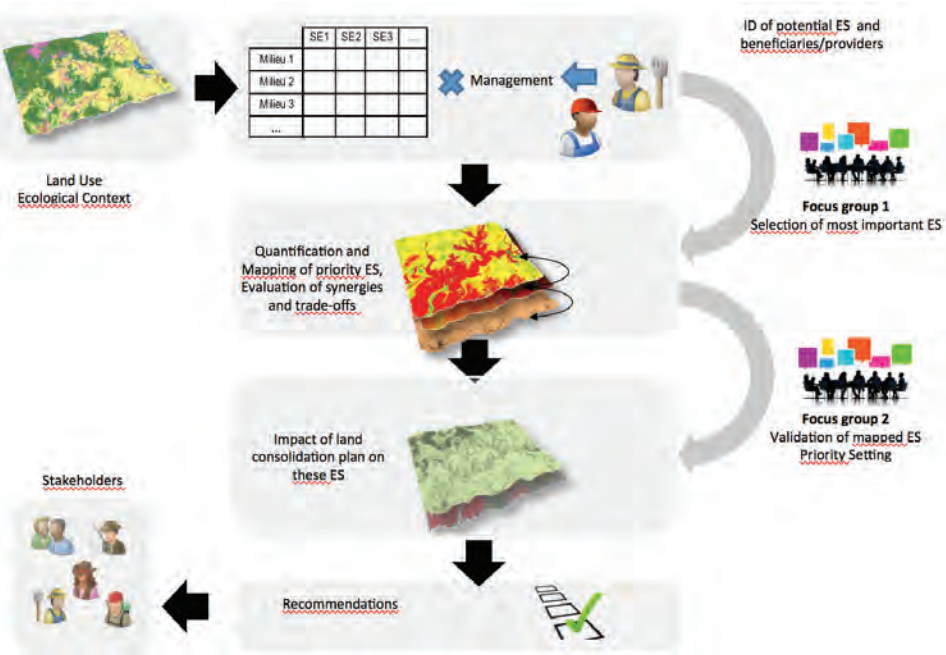 SE1 SE2 SE3 ...
Milieu 1
Milieu 2
Milieu 3
...
Management
ID of potential ES and
beneficiaries/providers
Land Use
Ecological Context
Focus group 1
Selection of most important ES
Quantification and
Mapping of priority ES,
Evaluation of synergies
and trade-offs
Focus group 2
Validation of mapped ES
Priority Setting
Impact of land
consolidation plan on
these ES
Stakeholders
Recommendations